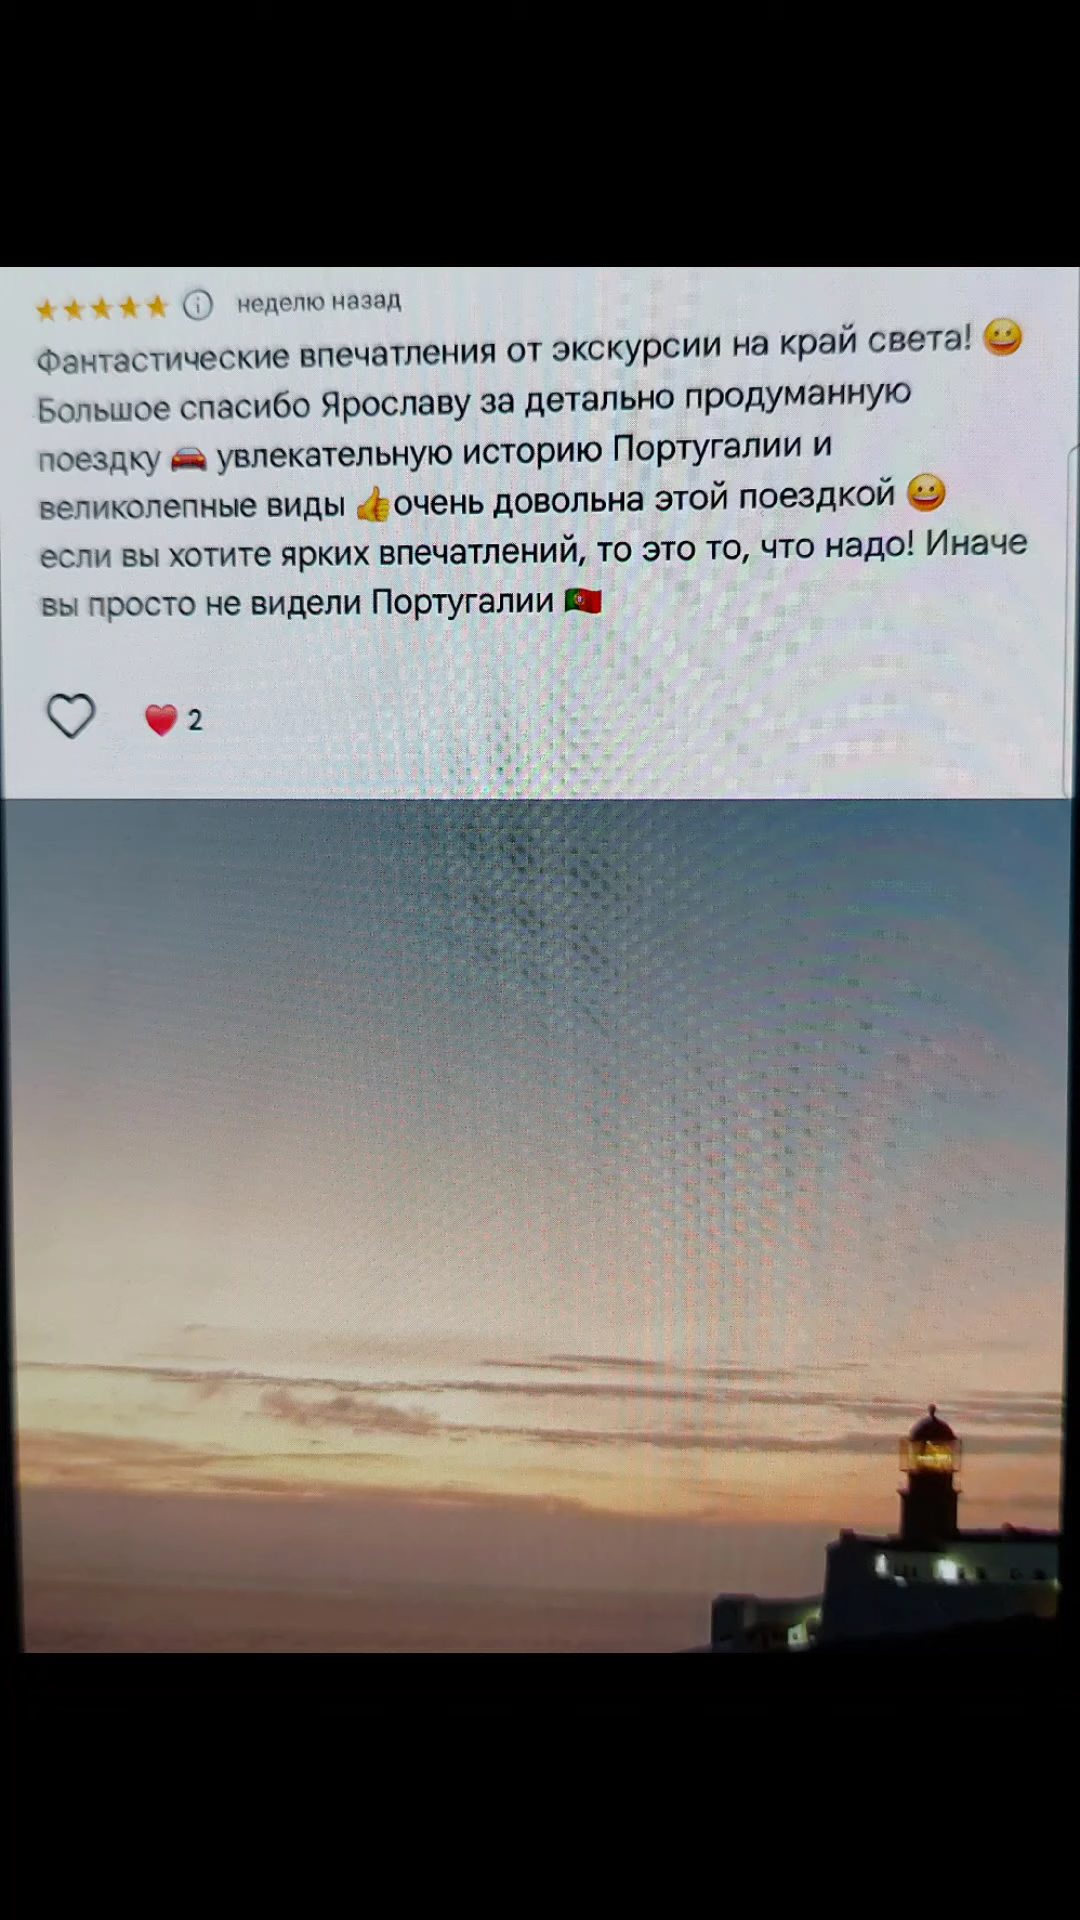 неделю назад
Фантастические впечатления от экскурсии на край света! 😀
Большое спасибо Ярославу за детально продуманную
поездку 🚗 увлекательную историю Португалии и
великолепные виды 👍очень довольна этой поездкой 😀
если вы хотите ярких впечатлений, то это то, что надо! Иначе
вы просто не видели Португалии 🇵🇹
❤️ 2